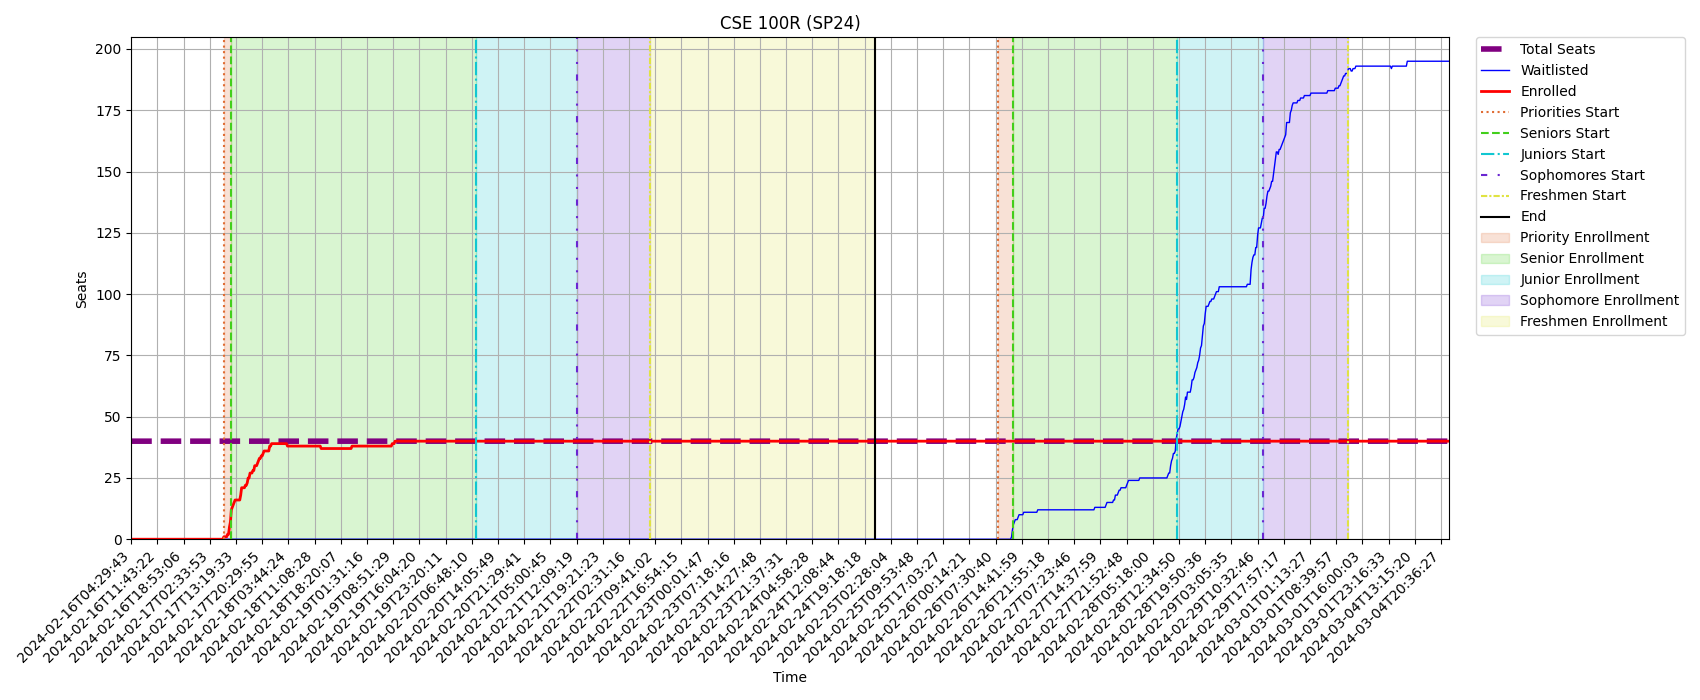 CSE 100R (SP24)
200
175
150
125
100
75
50
25
0
Seats
2024-02-16T04:29:43
2024-02-16T11:43:22
2024-02-16T18:53:06
2024-02-17T02:33:53
2024-02-17T13:19:33
2024-02-17T20:29:55
2024-02-18T03:44:24
2024-02-18T11:08:28
2024-02-18T18:20:07
2024-02-19T01:31:16
2024-02-19T08:51:29
2024-02-19T16:04:20
2024-02-19T23:20:11
2024-02-20T06:48:10
2024-02-20T14:05:49
2024-02-20T21:29:41
2024-02-21T05:00:45
2024-02-21T12:09:19
2024-02-21T19:21:23
2024-02-22T02:31:16
2024-02-22T09:41:02
2024-02-22T16:54:15
2024-02-23T00:01:47
2024-02-23T07:18:16
2024-02-23T14:27:48
2024-02-23T21:37:31
2024-02-24T04:58:28
2024-02-24T12:08:44
2024-02-24T19:18:18
2024-02-25T02:28:04
2024-02-25T09:53:48
2024-02-25T17:03:27
2024-02-26T00:14:21
2024-02-26T07:30:40
2024-02-26T14:41:59
2024-02-26T21:55:18
2024-02-27T07:23:46
2024-02-27T14:37:59
2024-02-27T21:52:48
2024-02-28T05:18:00
2024-02-28T12:34:50
2024-02-28T19:50:36
2024-02-29T03:05:35
2024-02-29T10:32:46
2024-02-29T17:57:17
2024-03-01T01:13:27
2024-03-01T08:39:57
2024-03-01T16:00:03
2024-03-01T23:16:33
2024-03-04T13:15:20
2024-03-04T20:36:27
Time
Total Seats
Waitlisted
Enrolled
Priorities Start
Seniors Start
Juniors Start
Sophomores Start
Freshmen Start
End
Priority Enrollment
Senior Enrollment
Junior Enrollment
Sophomore Enrollment
Freshmen Enrollment